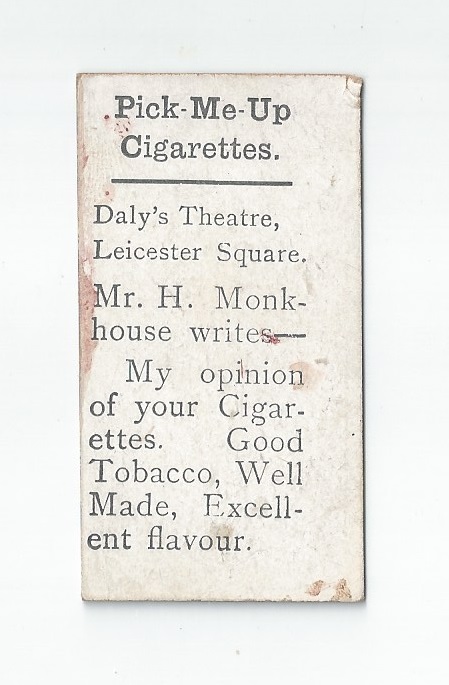 Pick-Me-Up
Cigarettes.
Daly's Theatre,
Leicester Square.
Mr. H. Monk-
house writes—
My opinion
of your Cigar-
ettes. Good
Tobacco, Well
Made, Excell-
ent flavour.